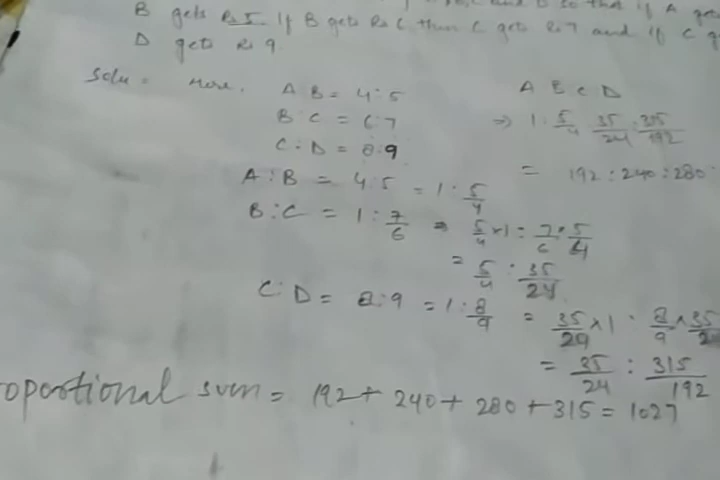 B gets Rs 5. If B gets Rs 6 then C gets Rs 7 and if C
D gets Rs 9
Solu = Here,
A B = 4:5
B:C = 6:7
C:D = 8:9
A B C D
⇒ 1 : 5/4 35/24 : 315/192
= 192 : 240 : 280 :
A:B = 4:5 = 1 : 5/4
B:C = 1 : 7/6 ⇒ 5/4 × 1 : 7/6 × 5/4
= 5/4 : 35/24
C:D = 8:9 = 1 : 8/9 = 35/29 × 1 : 8/9 × 35/2
= 35/24 : 315/192
oportional sum = 192 + 240 + 280 + 315 = 1027